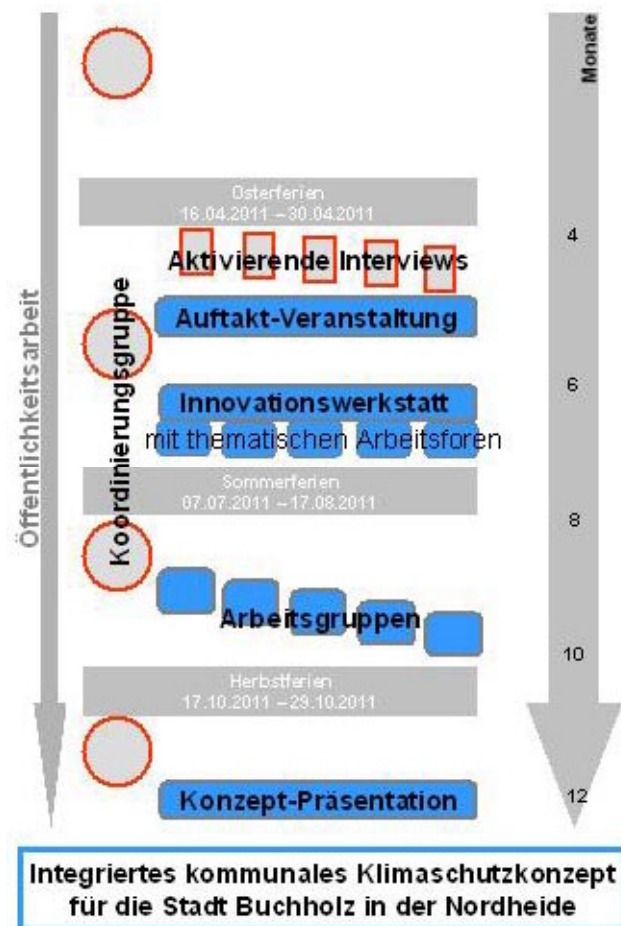 Monate
Osterferien
16.04.2011 – 30.04.2011
4
Aktivierende Interviews
Auftakt-Veranstaltung
Öffentlichkeitsarbeit
Koordinierungsgruppe
6
Innovationswerkstatt
mit thematischen Arbeitsforen
Sommerferien
07.07.2011 – 17.08.2011
8
Arbeitsgruppen
10
Herbstferien
17.10.2011 – 29.10.2011
12
Konzept-Präsentation
Integriertes kommunales Klimaschutzkonzept
für die Stadt Buchholz in der Nordheide